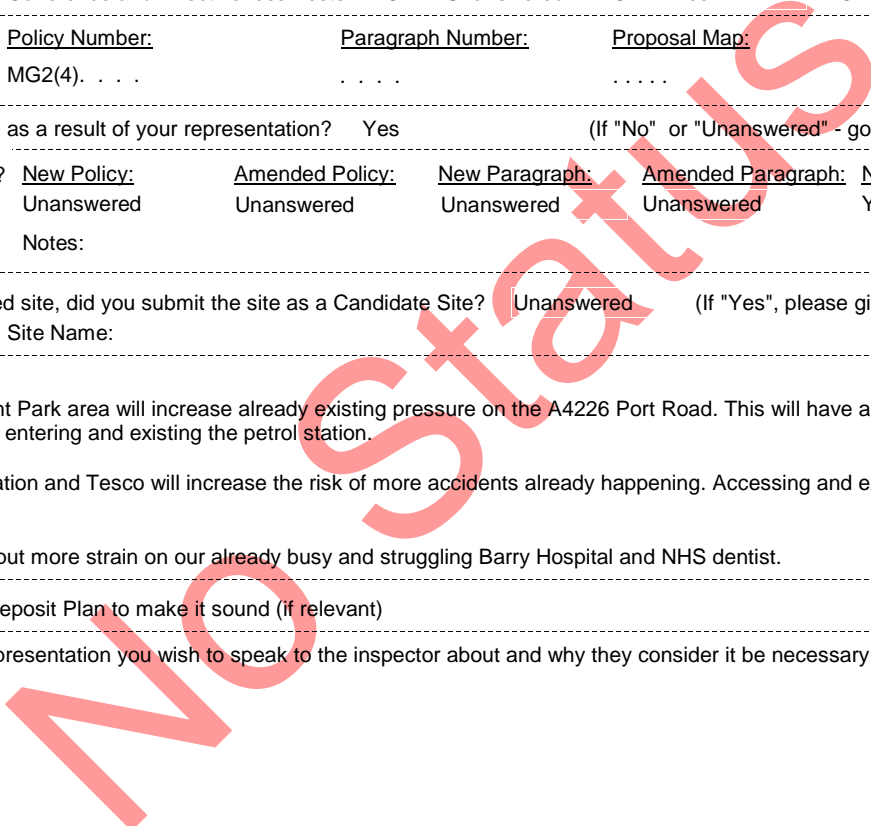 Policy Number: Paragraph Number: Proposal Map:
MG2(4). . . . . . . . . . . . .
as a result of your representation? Yes (If "No" or "Unanswered" - go
? New Policy: Amended Policy: New Paragraph: Amended Paragraph:
Unanswered Unanswered Unanswered Unanswered
Notes:
ed site, did you submit the site as a Candidate Site? Unanswered (If "Yes", please gi
Site Name:
nt Park area will increase already existing pressure on the A4226 Port Road. This will have a
entering and existing the petrol station.
ation and Tesco will increase the risk of more accidents already happening. Accessing and e
out more strain on our already busy and struggling Barry Hospital and NHS dentist.
eposit Plan to make it sound (if relevant)
presentation you wish to speak to the inspector about and why they consider it be necessary
No Status